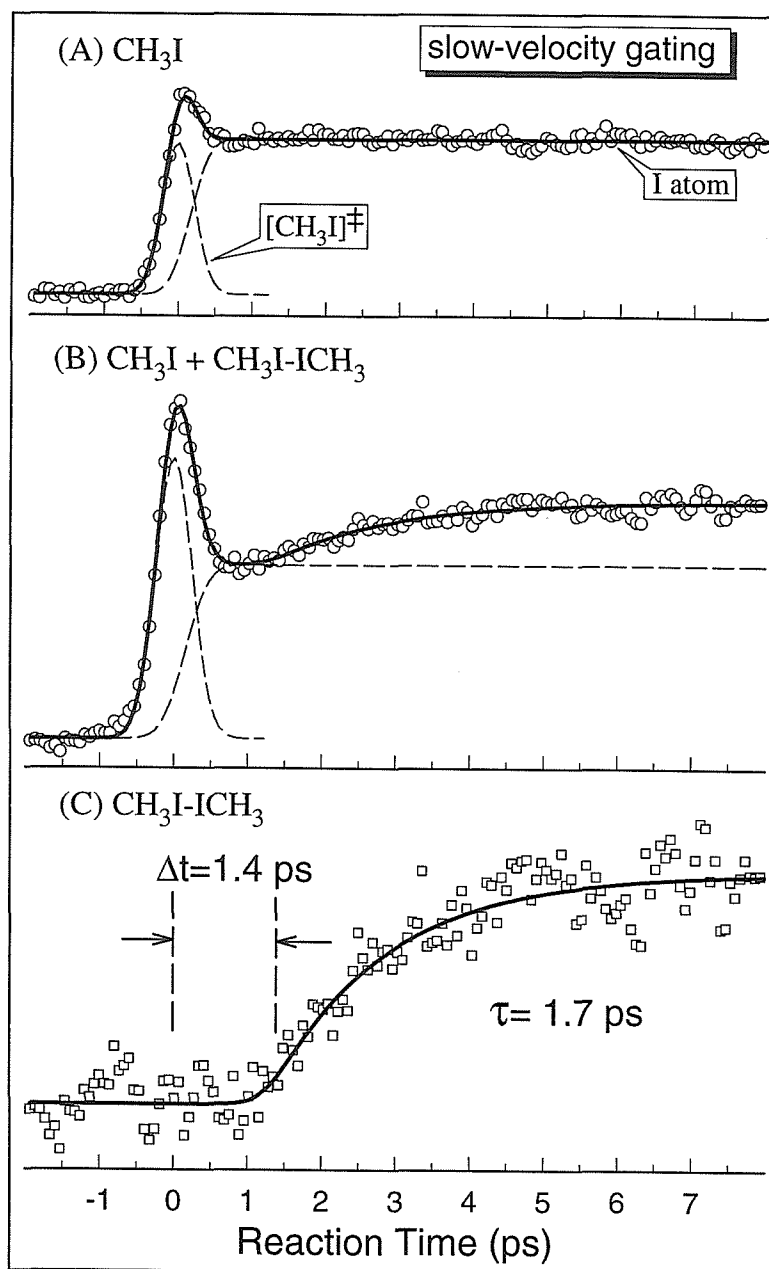 (A) CH₃I
slow-velocity gating
I atom
[CH₃I]‡
(B) CH₃I + CH₃I-ICH₃
(C) CH₃I-ICH₃
Δt=1.4 ps
τ= 1.7 ps
-1 0 1 2 3 4 5 6 7
Reaction Time (ps)